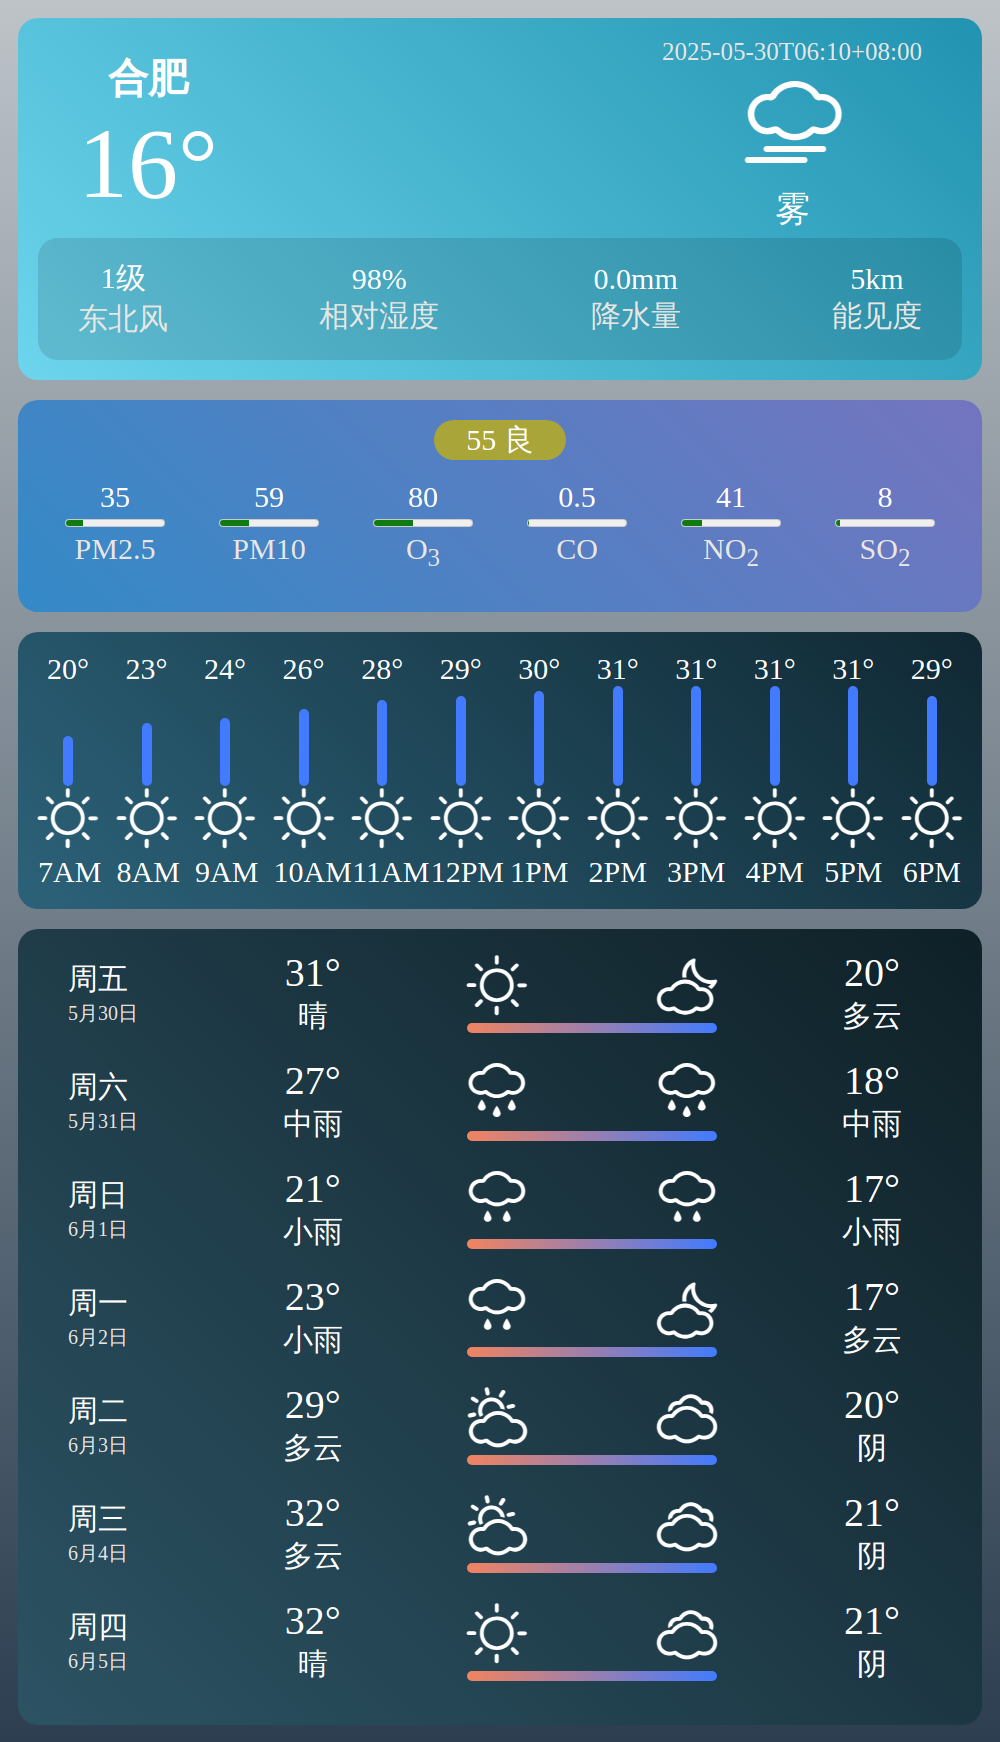 2025-05-30T06:10+08:00
合肥
16°
雾
1级 98% 0.0mm 5km
东北风 相对湿度 降水量 能见度
55 良
35 59 80 0.5 41 8
PM2.5 PM10 O3 CO NO2 SO2
20° 23° 24° 26° 28° 29° 30° 31° 31° 31° 31° 29°
7AM 8AM 9AM 10AM 11AM 12PM 1PM 2PM 3PM 4PM 5PM 6PM
周五 31° 20°
5月30日 晴 多云
周六 27° 18°
5月31日 中雨 中雨
周日 21° 17°
6月1日 小雨 小雨
周一 23° 17°
6月2日 小雨 多云
周二 29° 20°
6月3日 多云 阴
周三 32° 21°
6月4日 多云 阴
周四 32° 21°
6月5日 晴 阴